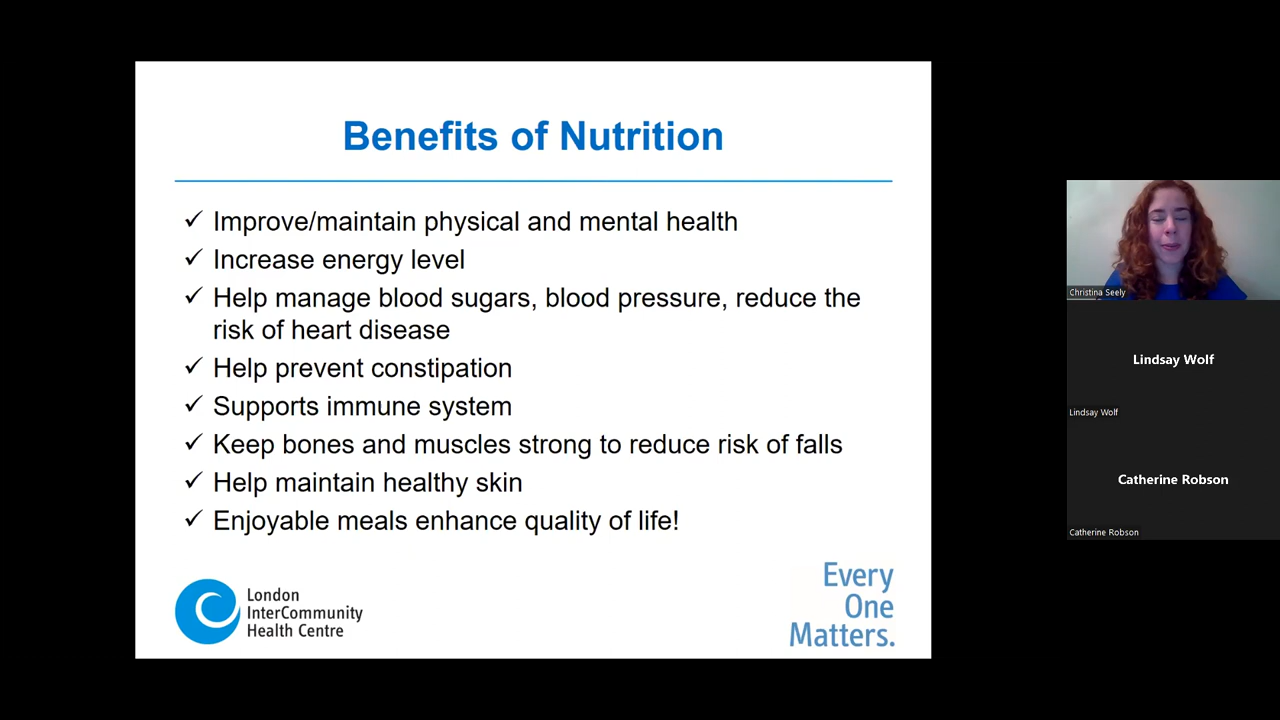 Benefits of Nutrition
✓ Improve/maintain physical and mental health
✓ Increase energy level
✓ Help manage blood sugars, blood pressure, reduce the
risk of heart disease
✓ Help prevent constipation
✓ Supports immune system
✓ Keep bones and muscles strong to reduce risk of falls
✓ Help maintain healthy skin
✓ Enjoyable meals enhance quality of life!
London
InterCommunity
Health Centre
Every
One
Matters.
Christina Seely
Lindsay Wolf
Lindsay Wolf
Catherine Robson
Catherine Robson